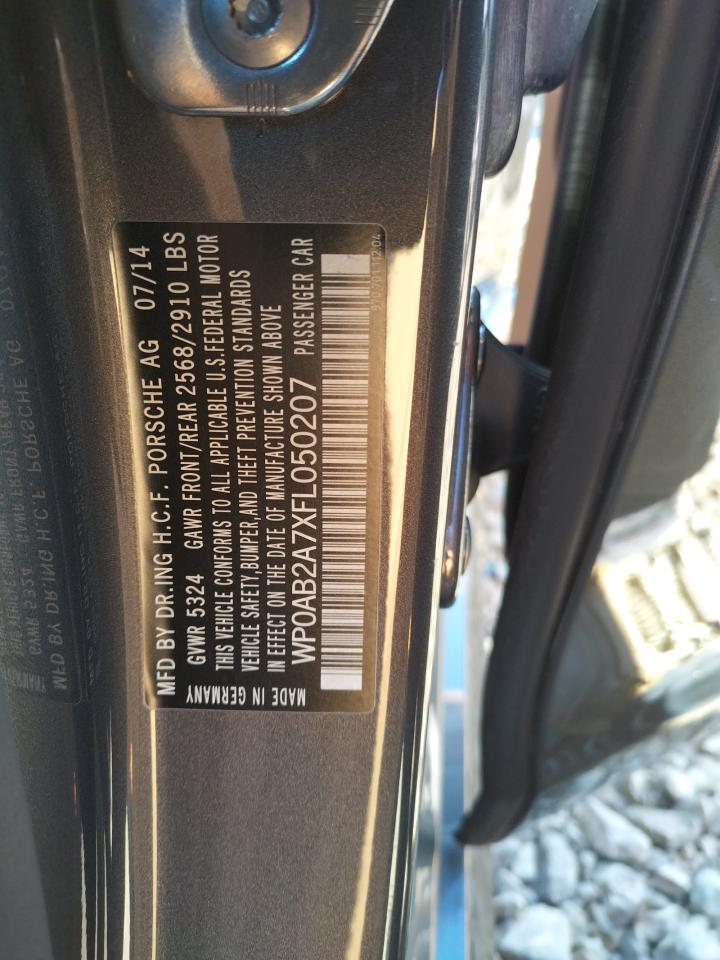 MFD BY DR.ING H.C.F. PORSCHE AG 07/14
GVWR 5324 GAWR FRONT/REAR 2568/2910 LBS
THIS VEHICLE CONFORMS TO ALL APPLICABLE U.S.FEDERAL MOTOR
VEHICLE SAFETY,BUMPER,AND THEFT PREVENTION STANDARDS
IN EFFECT ON THE DATE OF MANUFACTURE SHOWN ABOVE
WP0AB2A7XFL050207 PASSENGER CAR
MADE IN GERMANY